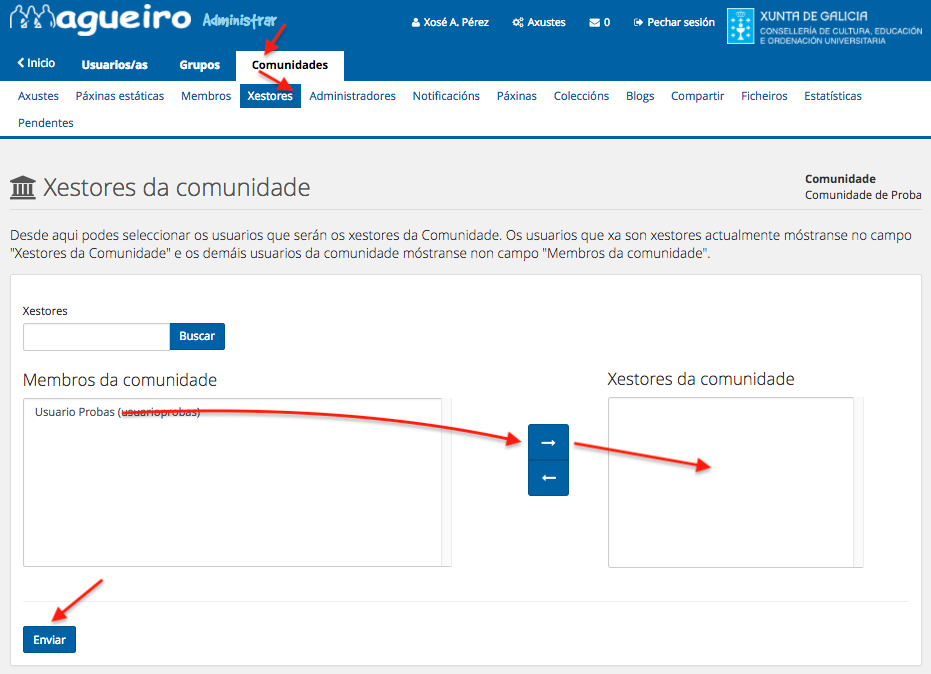 agueiro Administrar
Xosé A. Pérez Axustes 0 Pechar sesión
XUNTA DE GALICIA
CONSELLERÍA DE CULTURA, EDUCACIÓN
E ORDENACIÓN UNIVERSITARIA
Inicio Usuarios/as Grupos Comunidades
Axustes Páxinas estáticas Membros Xestores Administradores Notificacións Páxinas Coleccións Blogs Compartir Ficheiros Estatísticas
Pendentes
Xestores da comunidade
Comunidade
Comunidade de Proba
Desde aqui podes seleccionar os usuarios que serán os xestores da Comunidade. Os usuarios que xa son xestores actualmente móstranse no campo
"Xestores da Comunidade" e os demáis usuarios da comunidade móstranse non campo "Membros da comunidade".
Xestores
Buscar
Membros da comunidade
Usuario Probas (usuarioprobas)
Xestores da comunidade
Enviar